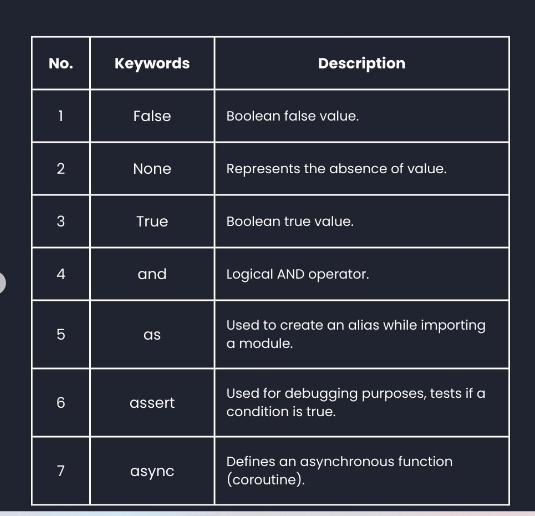 No. Keywords Description
1 False Boolean false value.
2 None Represents the absence of value.
3 True Boolean true value.
4 and Logical AND operator.
5 as Used to create an alias while importing
a module.
6 assert Used for debugging purposes, tests if a
condition is true.
7 async Defines an asynchronous function
(coroutine).